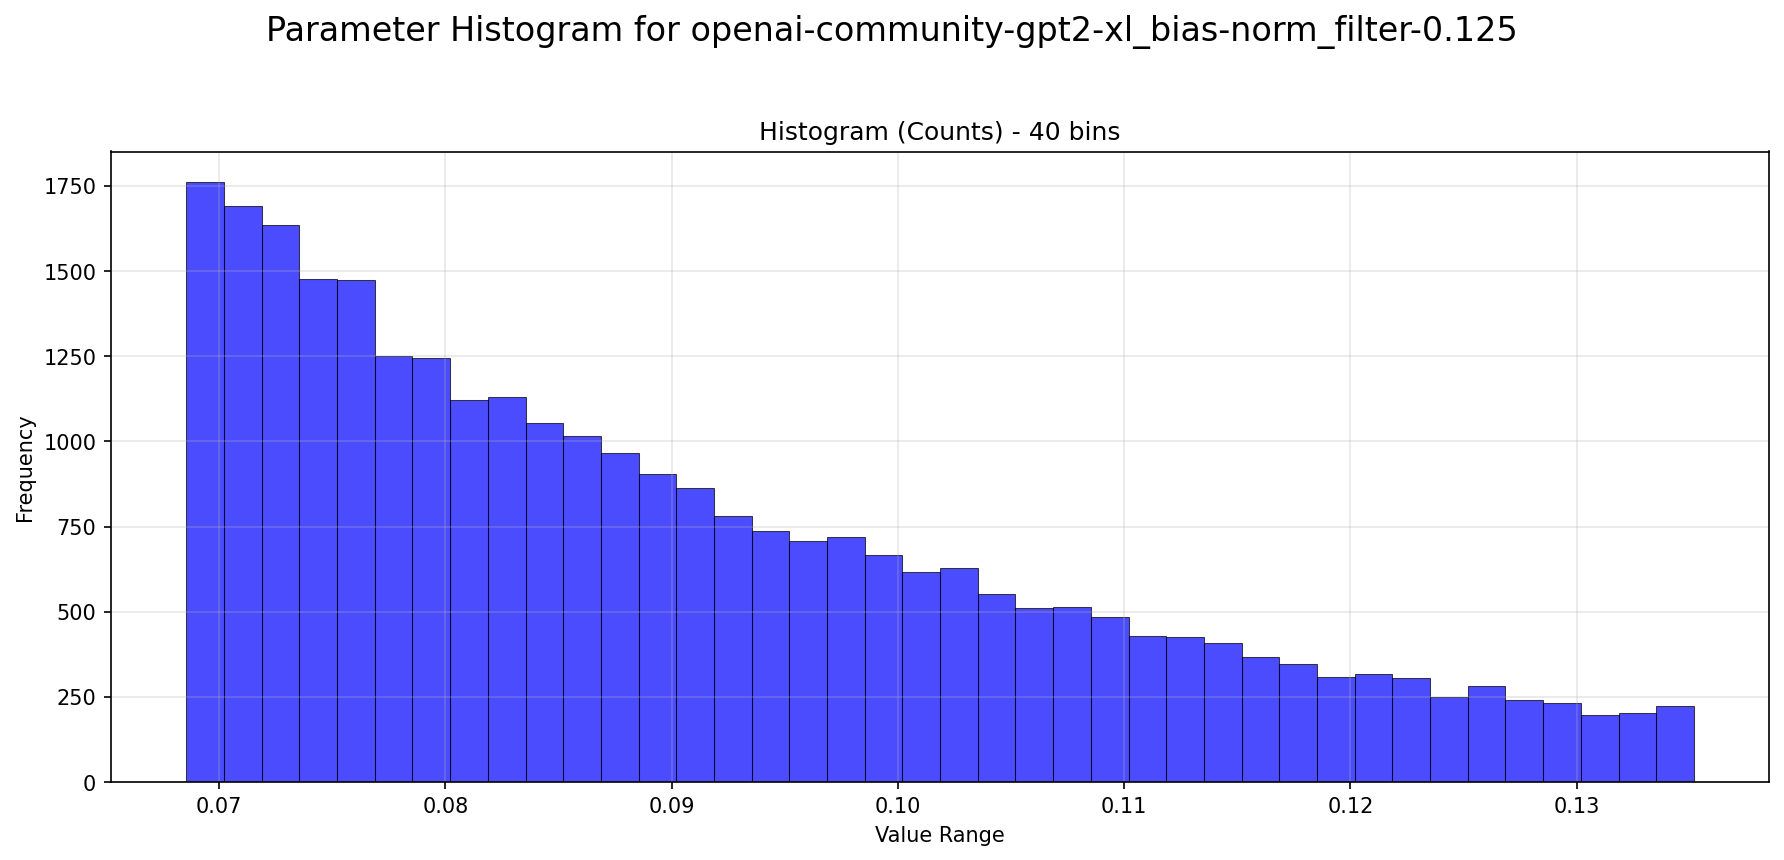 Parameter Histogram for openai-community-gpt2-xl_bias-norm_filter-0.125
Histogram (Counts) - 40 bins
1750
1500
1250
1000
750
500
250
0
Frequency
0.07 0.08 0.09 0.10 0.11 0.12 0.13
Value Range